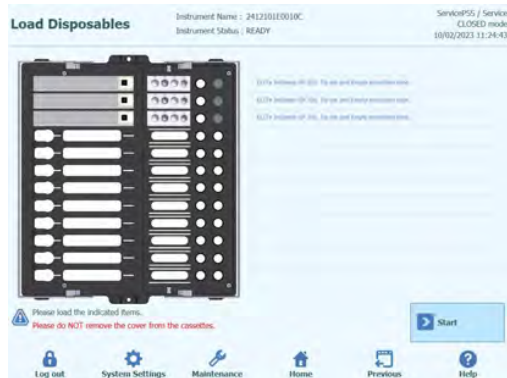 Load Disposables
Instrument Name : 2412101E0010C
Instrument Status : READY
ServicePSS / Service
CLOSED mode
10/02/2023 11:24:43
Please load the indicated items.
Please do NOT remove the cover from the cassettes.
Start
Log out
System Settings
Maintenance
Home
Previous
Help